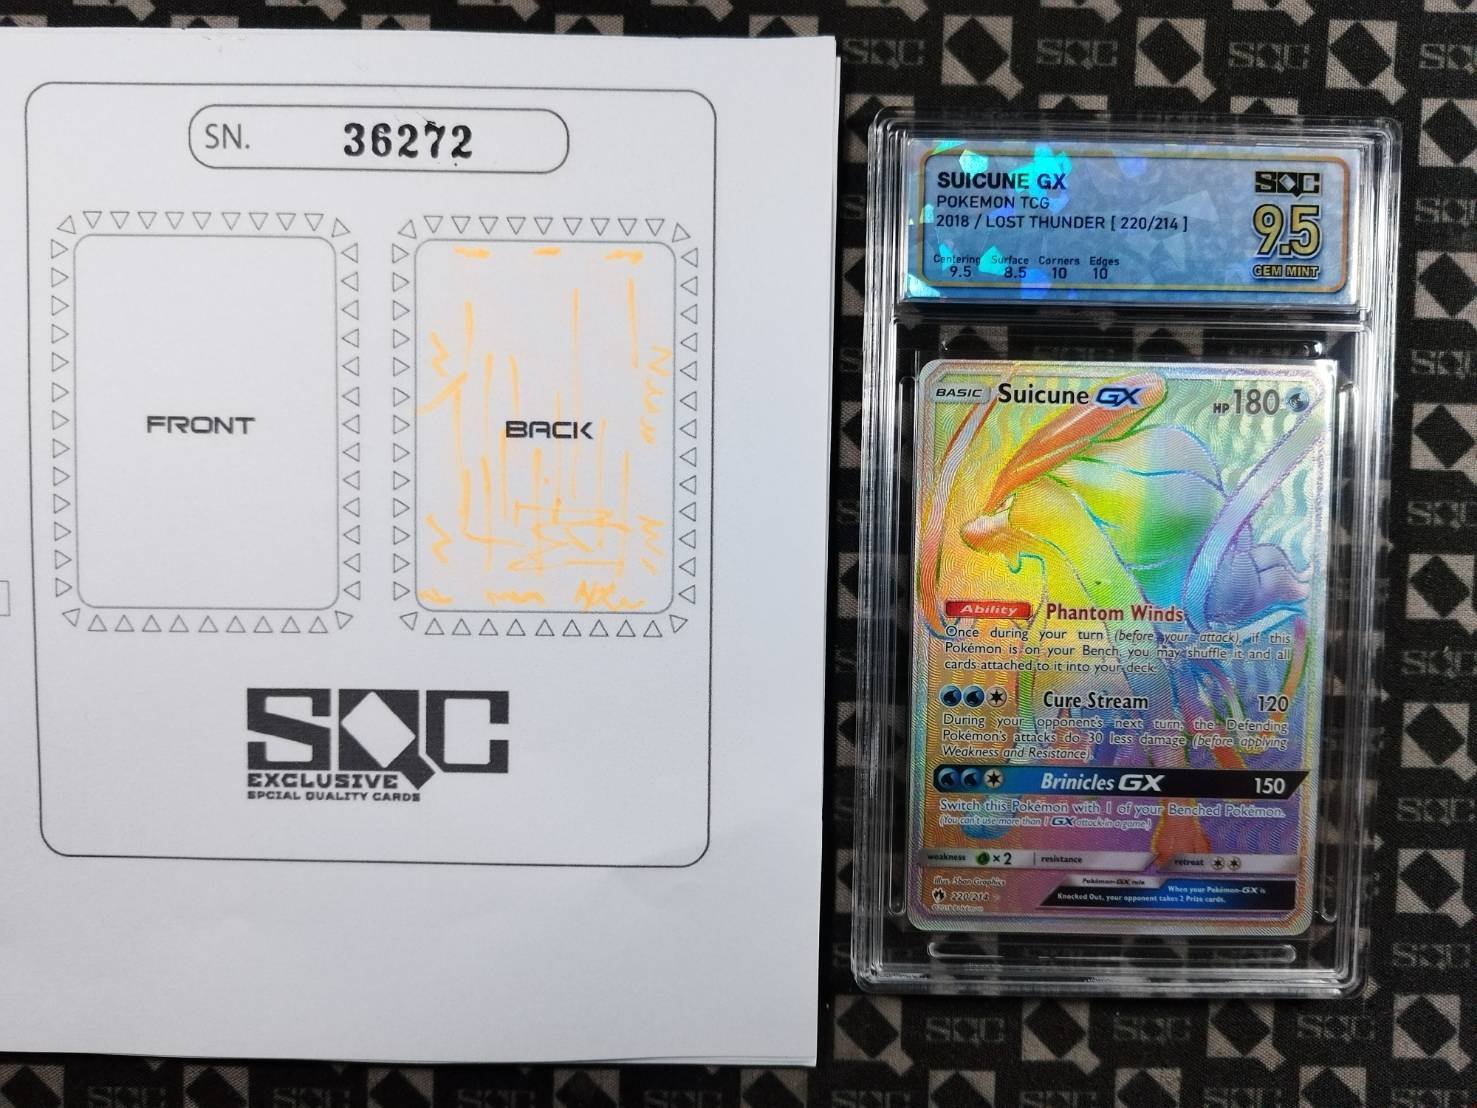 SN. 36272
FRONT
BACK
SQC
EXCLUSIVE
SPCIAL QUALITY CARDS
SUICUNE GX
POKEMON TCG
2018 / LOST THUNDER [ 220/214 ]
Centering Surface Corners Edges
9.5 8.5 10 10
SQC
9.5
GEM MINT
BASIC Suicune GX HP 180
Ability Phantom Winds
Once during your turn (before your attack), if this
Pokémon is on your Bench, you may shuffle it and all
cards attached to it into your deck.
Cure Stream 120
During your opponent's next turn, the Defending
Pokémon's attacks do 30 less damage (before applying
Weakness and Resistance).
Brinicles GX 150
Switch this Pokémon with 1 of your Benched Pokémon.
(You can't use more than 1 GX attack in a game.)
weakness ×2 resistance retreat
Illus. 5ban Graphics
220/214
©2018 Pokémon
Pokémon-GX rule
When your Pokémon-GX is
Knocked Out, your opponent takes 2 Prize cards.